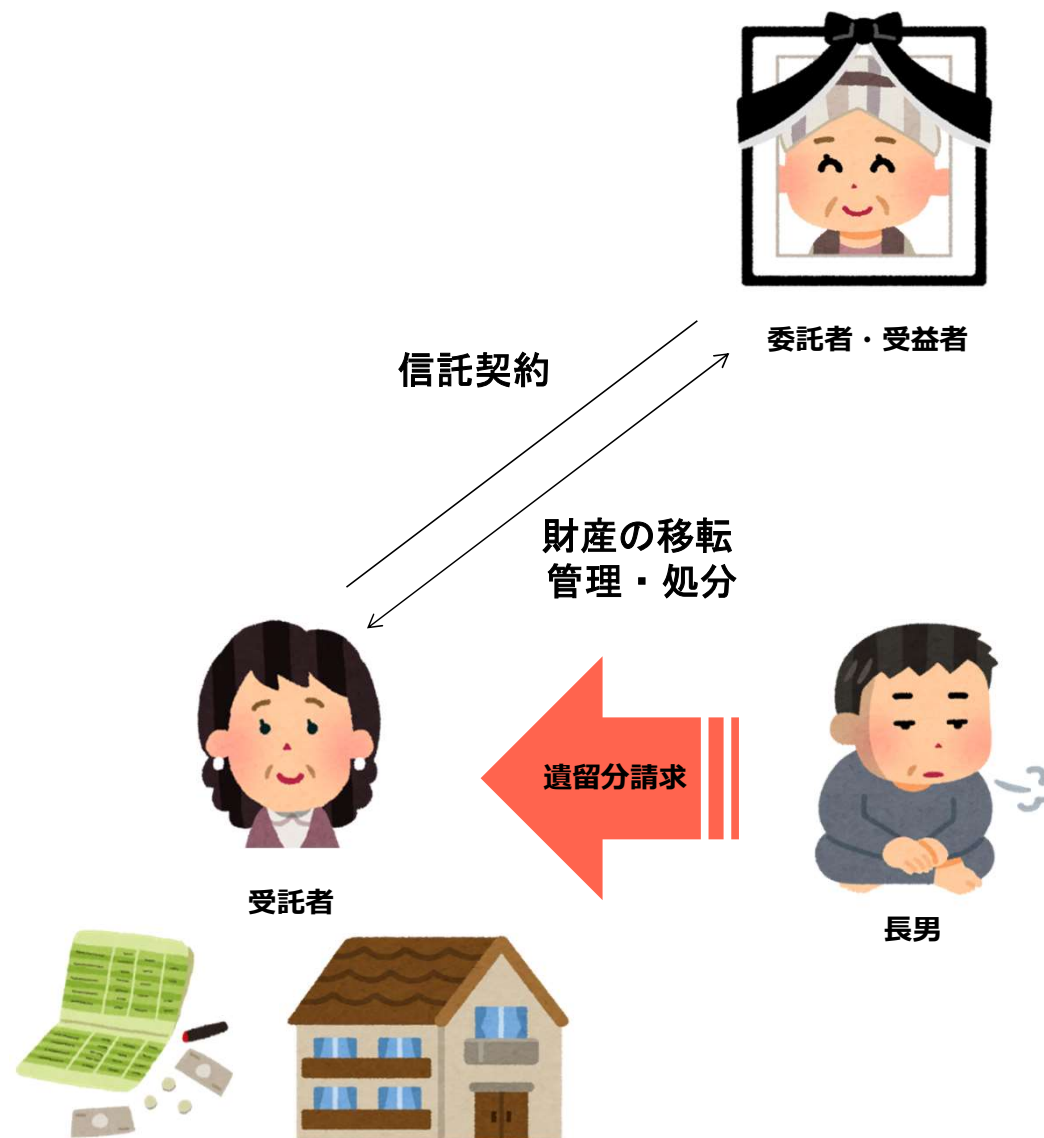 委託者・受益者
信託契約
財産の移転
管理・処分
遺留分請求
受託者
長男